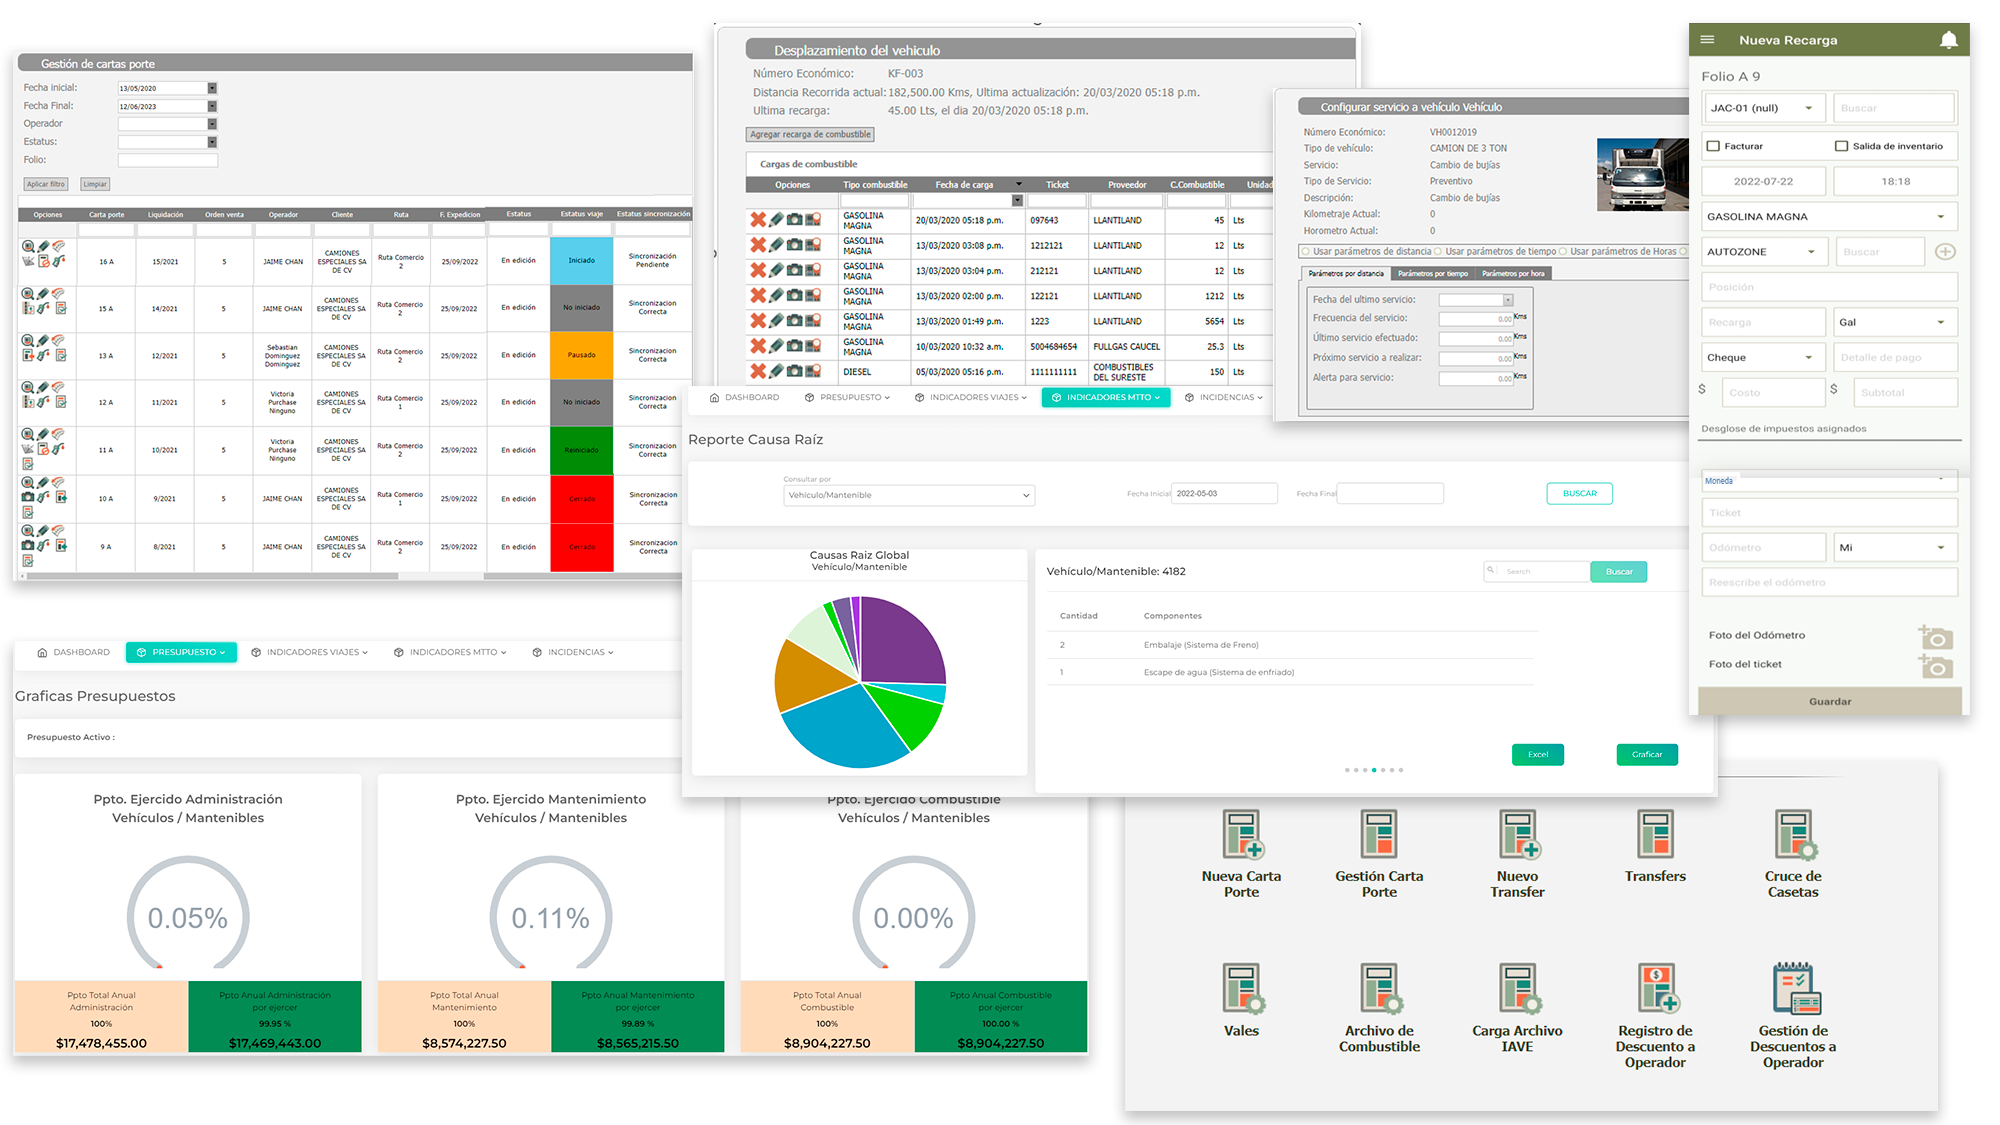 Gestión de cartas porte
Fecha inicial: 13/05/2020
Fecha Final: 12/06/2023
Operador
Estatus:
Folio:
Aplicar filtro Limpiar
Opciones Carta porte Liquidación Orden venta Operador Cliente Ruta F. Expedicion Estatus Estatus viaje Estatus sincronización
16 A 15/2021 5 JAIME CHAN CAMIONES ESPECIALES SA DE CV Ruta Comercio 2 25/09/2022 En edición Iniciado Sincronización Pendiente
15 A 14/2021 5 JAIME CHAN CAMIONES ESPECIALES SA DE CV Ruta Comercio 2 25/09/2022 En edición No iniciado Sincronizacion Correcta
13 A 12/2021 5 Sebastian Dominguez Dominguez CAMIONES ESPECIALES SA DE CV Ruta Comercio 2 25/09/2022 En edición Pausado Sincronización Correcta
12 A 11/2021 5 Victoria Purchase Ninguno CAMIONES ESPECIALES SA DE CV Ruta Comercio 1 25/09/2022 En edición No iniciado Sincronizacion Correcta
11 A 10/2021 5 Victoria Purchase Ninguno CAMIONES ESPECIALES SA DE CV Ruta Comercio 2 25/09/2022 En edición Reiniciado Sincronizacion Correcta
10 A 9/2021 5 JAIME CHAN CAMIONES ESPECIALES SA DE CV Ruta Comercio 1 25/09/2022 En edición Cerrado Sincronizacion Correcta
9 A 8/2021 5 JAIME CHAN CAMIONES ESPECIALES SA DE CV Ruta Comercio 2 25/09/2022 En edición Cerrado Sincronización Correcta
Desplazamiento del vehiculo
Número Económico: KF-003
Distancia Recorrida actual: 182,500.00 Kms, Ultima actualización: 20/03/2020 05:18 p.m.
Ultima recarga: 45.00 Lts, el dia 20/03/2020 05:18 p.m.
Agregar recarga de combustible
Cargas de combustible
Opciones Tipo combustible Fecha de carga Ticket Proveedor C.Combustible Unidad
GASOLINA MAGNA 20/03/2020 05:18 p.m. 097643 LLANTILAND 45 Lts
GASOLINA MAGNA 13/03/2020 03:08 p.m. 1212121 LLANTILAND 12 Lts
GASOLINA MAGNA 13/03/2020 03:04 p.m. 212121 LLANTILAND 12 Lts
GASOLINA MAGNA 13/03/2020 02:00 p.m. 122121 LLANTILAND 1212 Lts
GASOLINA MAGNA 13/03/2020 01:49 p.m. 1223 LLANTILAND 5654 Lts
GASOLINA MAGNA 10/03/2020 10:32 a.m. 5004684654 FULLGAS CAUCEL 25.3 Lts
DIESEL 05/03/2020 05:16 p.m. 1111111111 COMBUSTIBLES DEL SURESTE 150 Lts
Configurar servicio a vehículo Vehículo
Número Económico: VH0012019
Tipo de vehículo: CAMION DE 3 TON
Servicio: Cambio de bujías
Tipo de Servicio: Preventivo
Descripción: Cambio de bujías
Kilometraje Actual: 0
Horometro Actual: 0
Usar parámetros de distancia Usar parámetros de tiempo Usar parámetros de Horas
Parámetros por distancia Parámetros por tiempo Parámetros por hora
Fecha del ultimo servicio:
Frecuencia del servicio: 0.00 Kms
Último servicio efectuado: 0.00 Kms
Próximo servicio a realizar: 0.00 Kms
Alerta para servicio: 0.00 Kms
Nueva Recarga
Folio A 9
JAC-01 (null) Buscar
Facturar Salida de inventario
2022-07-22 18:18
GASOLINA MAGNA
AUTOZONE Buscar
Posición
Recarga Gal
Cheque Detalle de pago
$ Costo $ Subtotal
Desglose de impuestos asignados
Moneda
Ticket
Odómetro Mi
Reescribe el odómetro
Foto del Odómetro
Foto del ticket
Guardar
DASHBOARD PRESUPUESTO INDICADORES VIAJES INDICADORES MTTO INCIDENCIAS
Reporte Causa Raíz
Consultar por
Vehículo/Mantenible Fecha Inicial 2022-05-03 Fecha Final BUSCAR
Causas Raiz Global
Vehículo/Mantenible
Vehículo/Mantenible: 4182 Search Buscar
Cantidad Componentes
2 Embalaje (Sistema de Freno)
1 Escape de agua (Sistema de enfriado)
Excel Graficar
DASHBOARD PRESUPUESTO INDICADORES VIAJES INDICADORES MTTO INCIDENCIAS
Graficas Presupuestos
Presupuesto Activo :
Ppto. Ejercido Administración
Vehículos / Mantenibles
0.05%
Ppto Total Anual
Administración
100%
$17,478,455.00
Ppto Anual Administración
por ejercer
99.95 %
$17,469,443.00
Ppto. Ejercido Mantenimiento
Vehículos / Mantenibles
0.11%
Ppto Total Anual
Mantenimiento
100%
$8,574,227.50
Ppto Anual Mantenimiento
por ejercer
99.89 %
$8,565,215.50
Ppto. Ejercido Combustible
Vehículos / Mantenibles
0.00%
Ppto Total Anual
Combustible
100%
$8,904,227.50
Ppto Anual Combustible
por ejercer
100.00 %
$8,904,227.50
Nueva Carta
Porte
Gestión Carta
Porte
Nuevo
Transfer
Transfers
Cruce de
Casetas
Vales
Archivo de
Combustible
Carga Archivo
IAVE
Registro de
Descuento a
Operador
Gestión de
Descuentos a
Operador